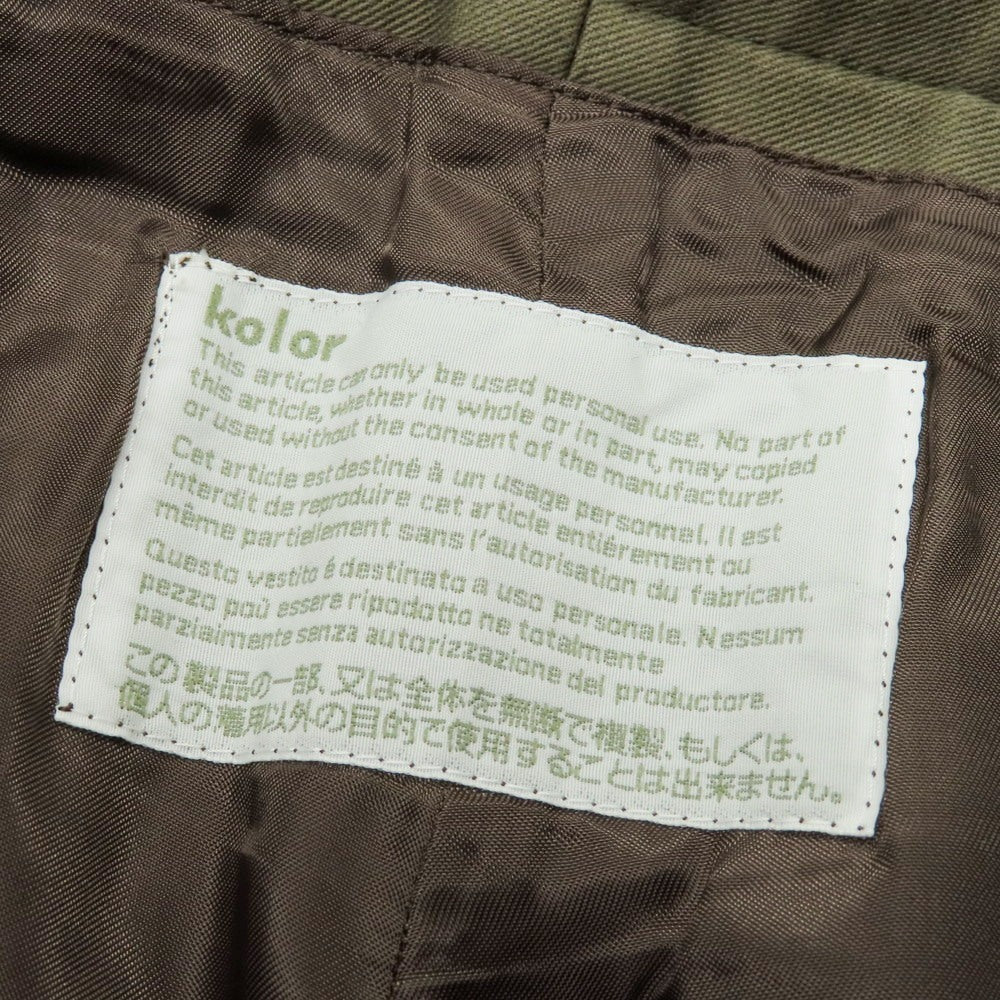 kolor
This article can only be used personal use. No part of
this article, whether in whole or in part, may copied
or used without the consent of the manufacturer.
Cet article est destiné à un usage personnel. Il est
interdit de reproduire cet article entiérement ou
même partiellement sans l'autorisation du fabricant.
Questo vestito é destinato a uso personale. Nessum
pezzo poù essere ripodotto ne totalmente
parzialmente senza autorizzazione del productore.
この製品の一部、又は全体を無断で複製、もしくは、
個人の着用以外の目的で使用することは出来ません。